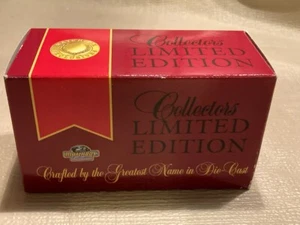 Collectors
LIMITED
EDITION
Collectors
LIMITED
EDITION
Crafted by the Greatest Name in Die-Cast